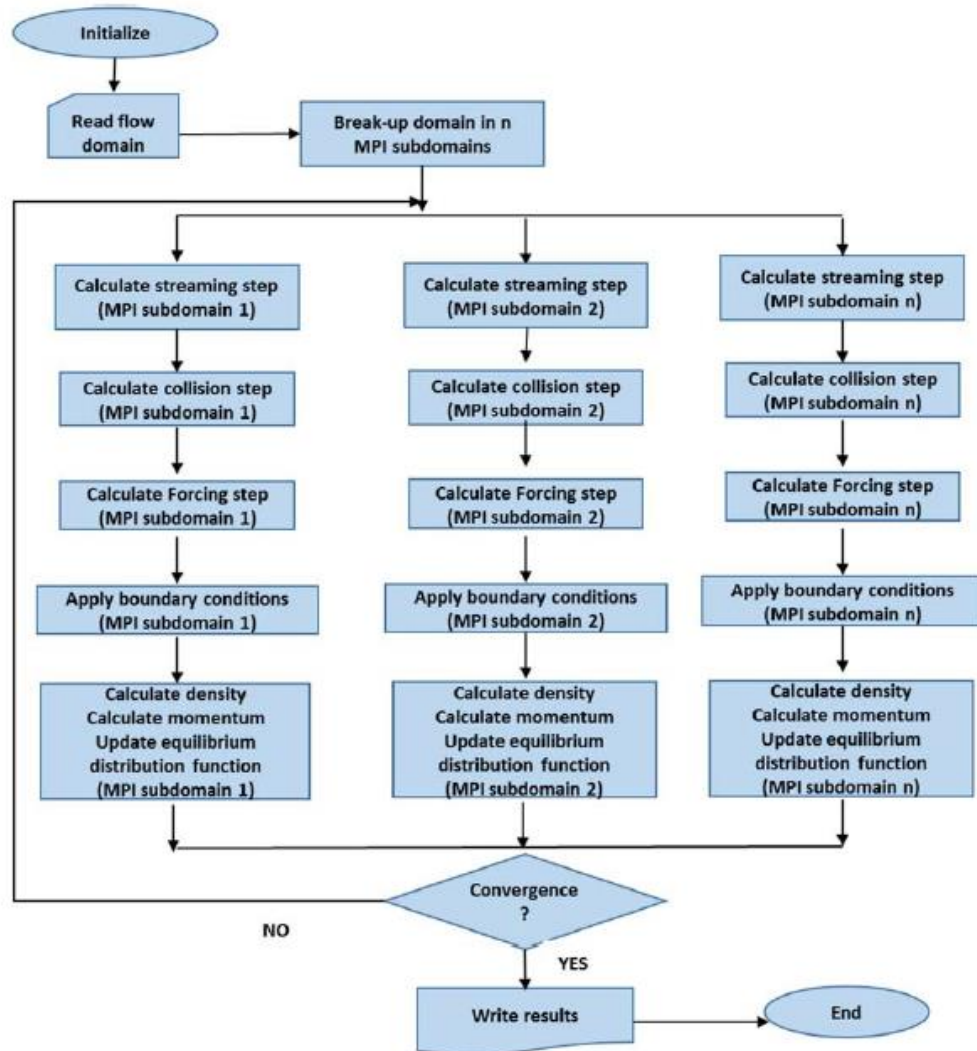 Initialize
Read flow
domain
Break-up domain in n
MPI subdomains
Calculate streaming step
(MPI subdomain 1)
Calculate collision step
(MPI subdomain 1)
Calculate Forcing step
(MPI subdomain 1)
Apply boundary conditions
(MPI subdomain 1)
Calculate density
Calculate momentum
Update equilibrium
distribution function
(MPI subdomain 1)
Calculate streaming step
(MPI subdomain 2)
Calculate collision step
(MPI subdomain 2)
Calculate Forcing step
(MPI subdomain 2)
Apply boundary conditions
(MPI subdomain 2)
Calculate density
Calculate momentum
Update equilibrium
distribution function
(MPI subdomain 2)
Calculate streaming step
(MPI subdomain n)
Calculate collision step
(MPI subdomain n)
Calculate Forcing step
(MPI subdomain n)
Apply boundary conditions
(MPI subdomain n)
Calculate density
Calculate momentum
Update equilibrium
distribution function
(MPI subdomain n)
Convergence
?
NO
YES
Write results
End